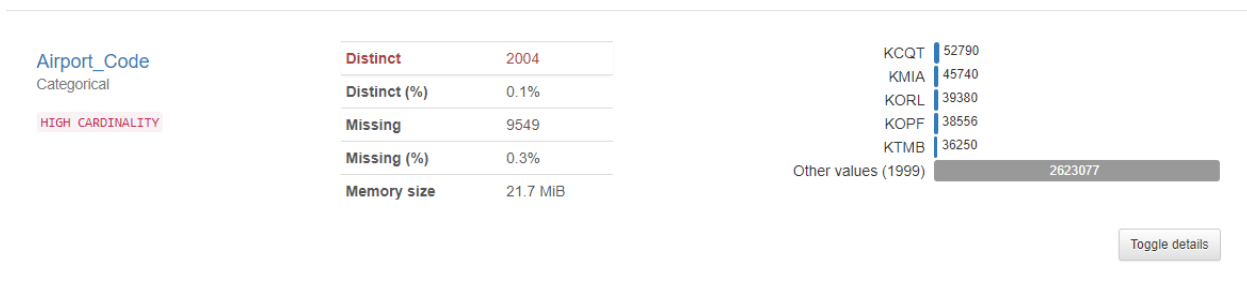 Airport_Code
Categorical
HIGH CARDINALITY
Distinct 2004
Distinct (%) 0.1%
Missing 9549
Missing (%) 0.3%
Memory size 21.7 MiB
KCQT 52790
KMIA 45740
KORL 39380
KOPF 38556
KTMB 36250
Other values (1999) 2623077
Toggle details